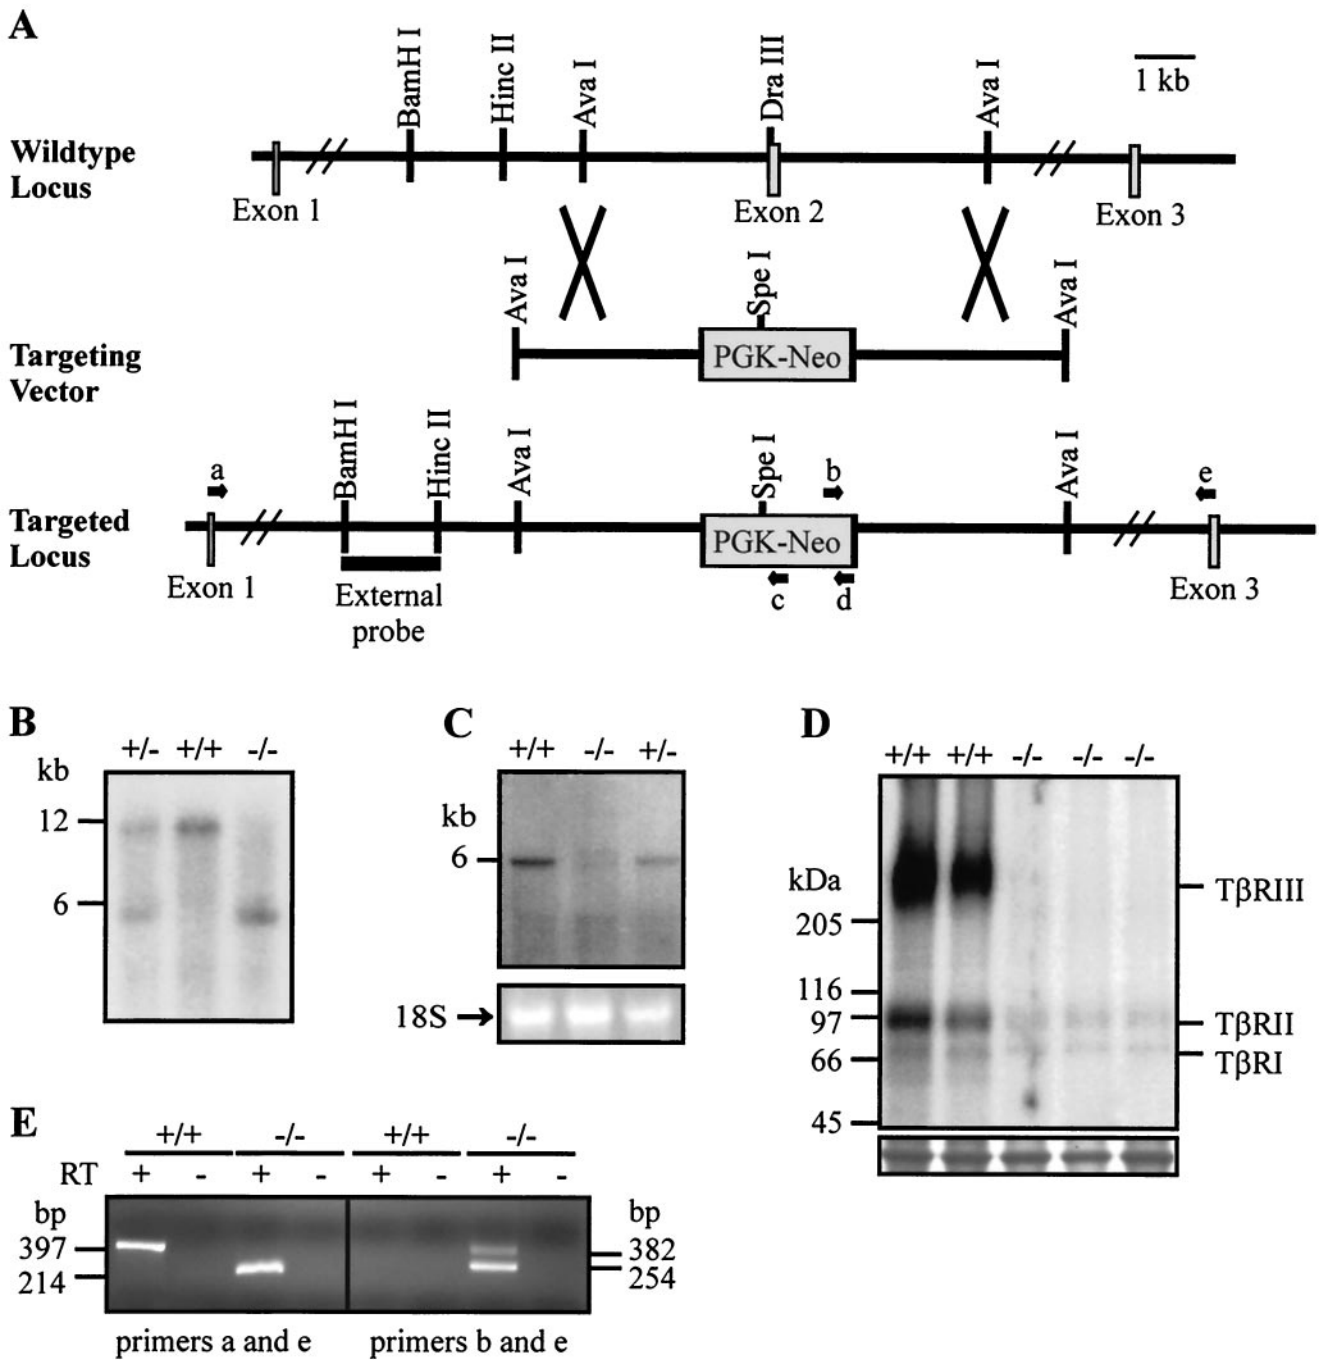 A
BamH I
Hinc II
Ava I
Dra III
Ava I
1 kb
Wildtype
Locus
Exon 1
Exon 2
Exon 3
Ava I
Spe I
Ava I
Targeting
Vector
PGK-Neo
BamH I
Hinc II
Ava I
Spe I
Ava I
a
b
e
Targeted
Locus
PGK-Neo
Exon 1
External
probe
c
d
Exon 3
B
+/- +/+ -/-
kb
12
6
C
+/+ -/- +/-
kb
6
18S
D
+/+ +/+ -/- -/- -/-
kDa
205
116
97
66
45
TβRIII
TβRII
TβRI
E
+/+ -/- +/+ -/-
RT + - + - + - + -
bp
397
214
bp
382
254
primers a and e
primers b and e